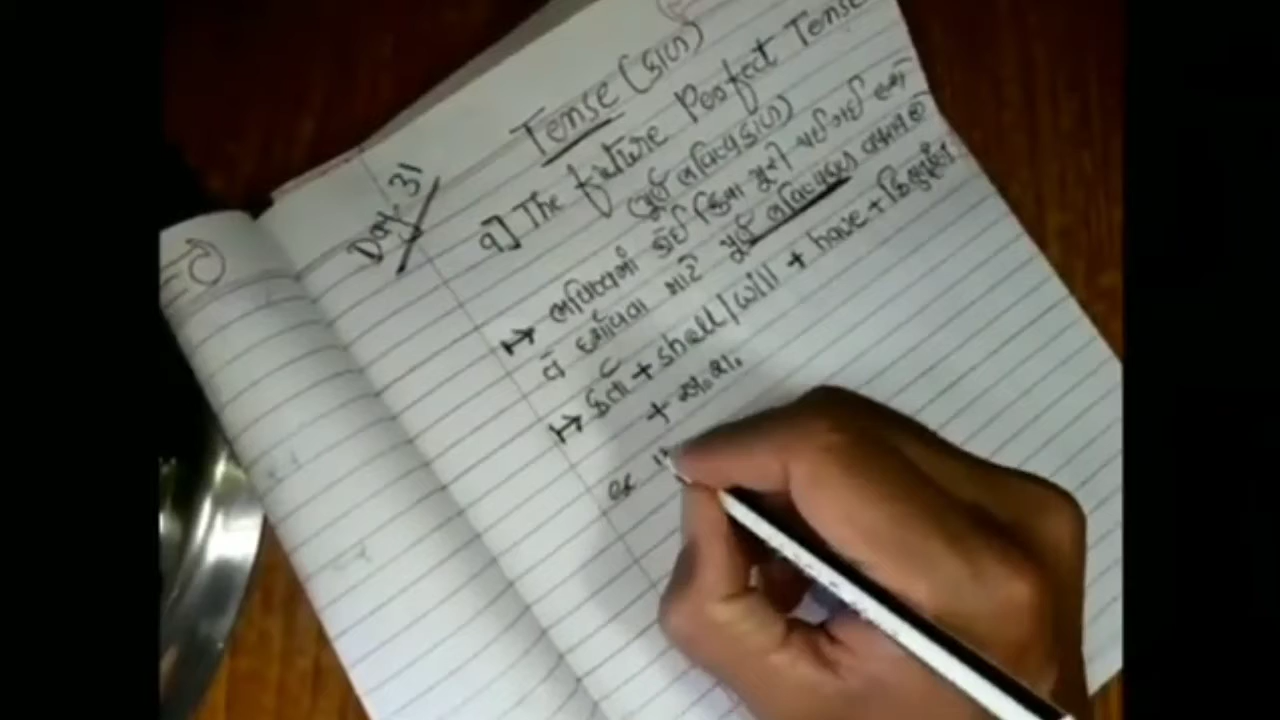 Tense (કાળ)
Day. 31
9] The future Perfect Tense
(પૂર્ણ ભવિષ્યકાળ)
↦ ભવિષ્યમાં કોઈ ક્રિયા પૂરી થઈ ગઈ હશે
તે દર્શાવવા માટે પૂર્ણ ભવિષ્યકાળ વપરાય છે
↦ કર્તા + shall / will + have + ક્રિ.ભૂ.કૃદંત
+ અ.શ.
ex